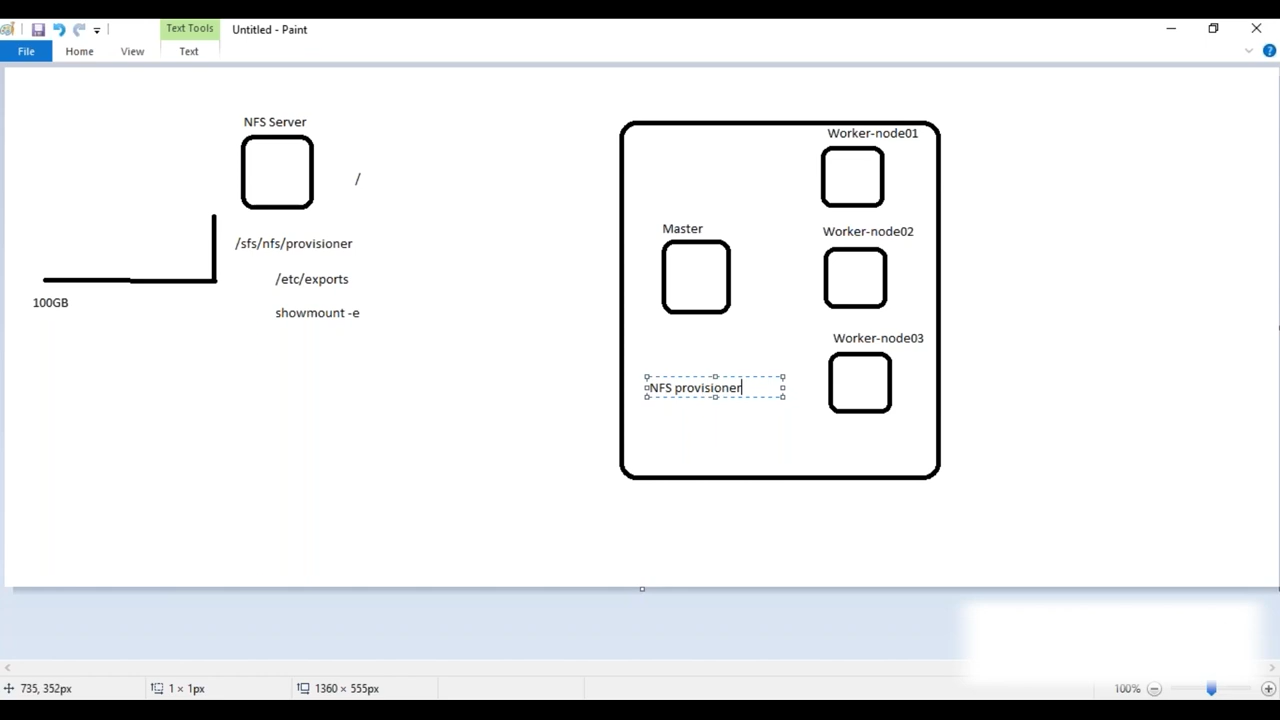 Text Tools
Untitled - Paint
File
Home
View
Text
NFS Server
/
/sfs/nfs/provisioner
/etc/exports
showmount -e
100GB
Worker-node01
Master
Worker-node02
Worker-node03
NFS provisioner
735, 352px
1 × 1px
1360 × 555px
100%